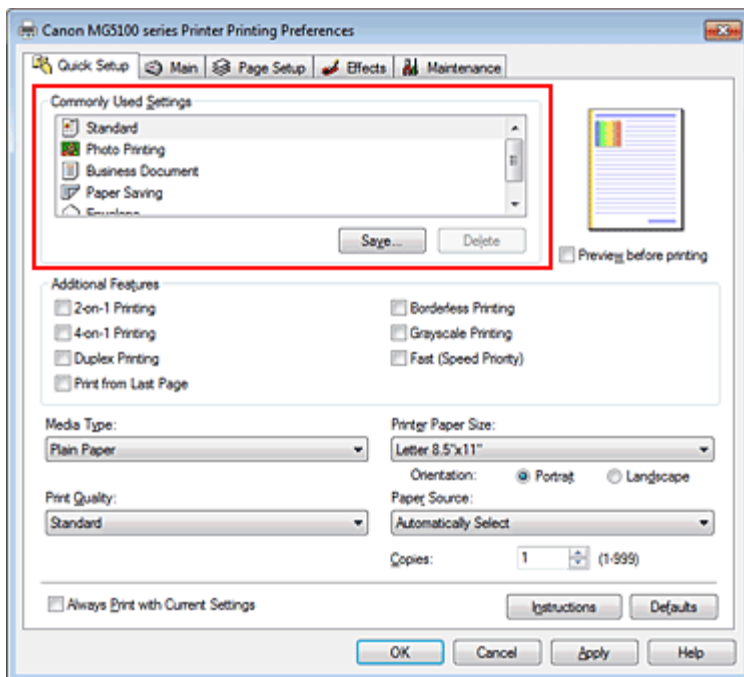 Canon MG5100 series Printer Printing Preferences
Quick Setup Main Page Setup Effects Maintenance
Commonly Used Settings
Standard
Photo Printing
Business Document
Paper Saving
Envelope
Save... Delete
Preview before printing
Additional Features
2-on-1 Printing
4-on-1 Printing
Duplex Printing
Print from Last Page
Borderless Printing
Grayscale Printing
Fast (Speed Priority)
Media Type:
Plain Paper
Printer Paper Size:
Letter 8.5"x11"
Orientation: Portrait Landscape
Print Quality:
Standard
Paper Source:
Automatically Select
Copies: 1 (1-999)
Always Print with Current Settings
Instructions Defaults
OK Cancel Apply Help